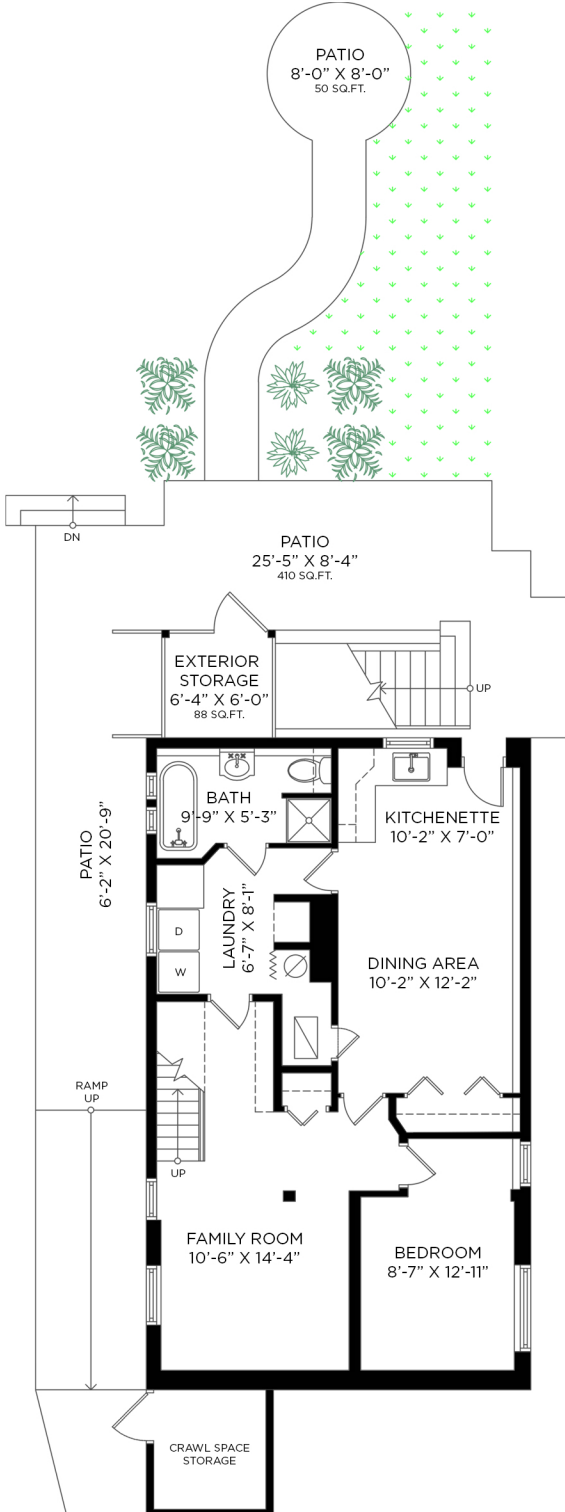 PATIO
8’-0” X 8’-0”
50 SQ.FT.
DN
PATIO
25’-5” X 8’-4”
410 SQ.FT.
EXTERIOR
STORAGE
6’-4” X 6’-0”
88 SQ.FT.
UP
BATH
9’-9” X 5’-3”
KITCHENETTE
10’-2” X 7’-0”
PATIO
6’-2” X 20’-9”
LAUNDRY
6’-7” X 8’-1”
D
W
DINING AREA
10’-2” X 12’-2”
RAMP
UP
UP
FAMILY ROOM
10’-6” X 14’-4”
BEDROOM
8’-7” X 12’-11”
CRAWL SPACE
STORAGE